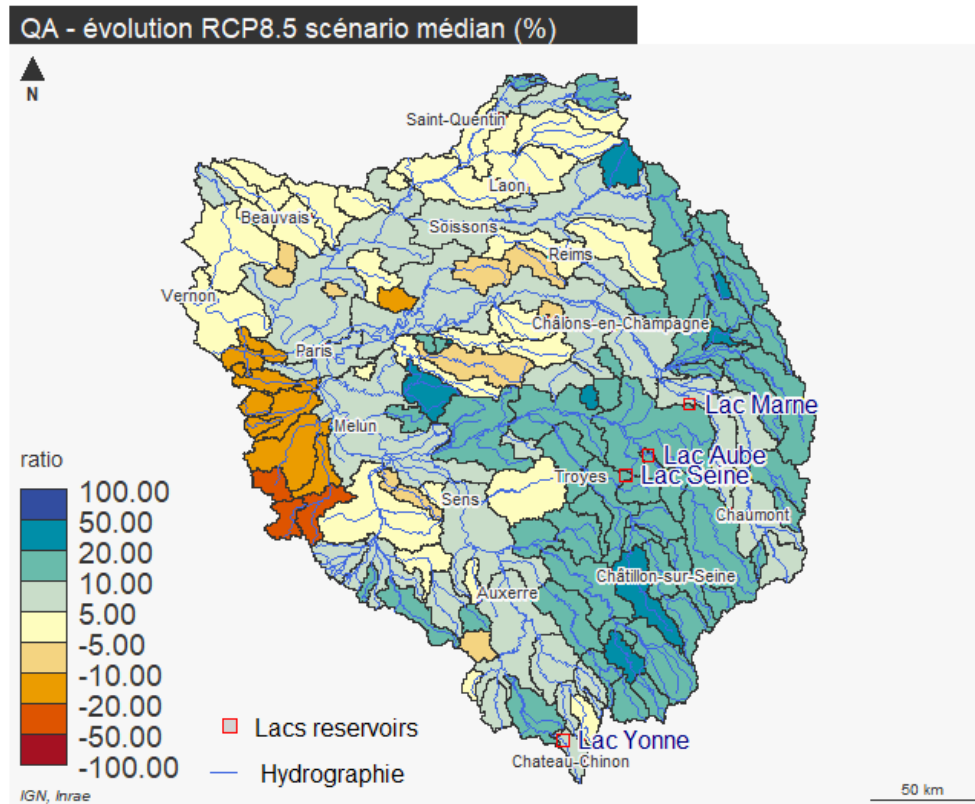 QA - évolution RCP8.5 scénario médian (%)
N
Saint-Quentin
Laon
Beauvais
Soissons
Reims
Vernon
Châlons-en-Champagne
Paris
Lac Marne
Melun
ratio
Lac Aube
Troyes
Lac Seine
100.00
Sens
50.00
Chaumont
20.00
10.00
Châtillon-sur-Seine
Auxerre
5.00
-5.00
-10.00
-20.00
Lacs reservoirs
-50.00
Lac Yonne
Chateau-Chinon
-100.00
Hydrographie
IGN, Inrae
50 km